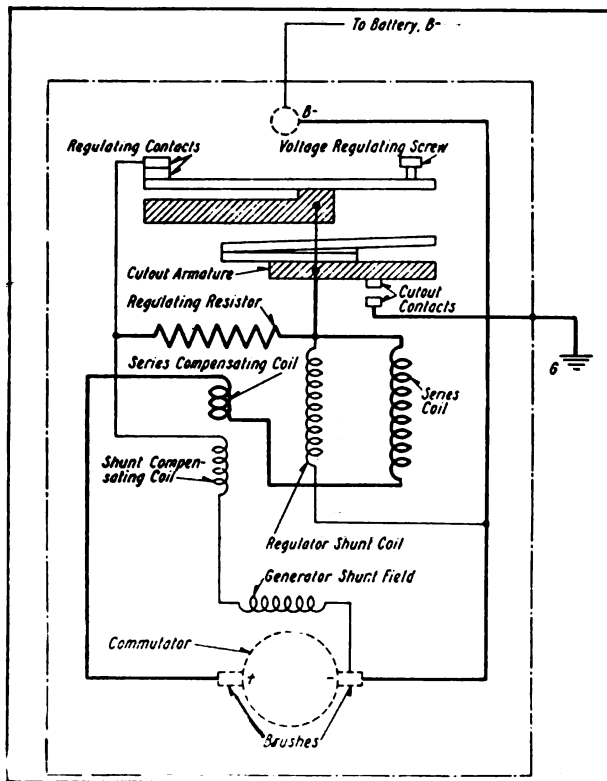 To Battery, B-
B-
Regulating Contacts
Voltage Regulating Screw
Cutout Armature
Cutout
Contacts
Regulating Resistor
Series Compensating Coil
Series
Coil
G
Shunt Compen-
sating Coil
Regulator Shunt Coil
Generator Shunt Field
Commutator
+
-
Brushes